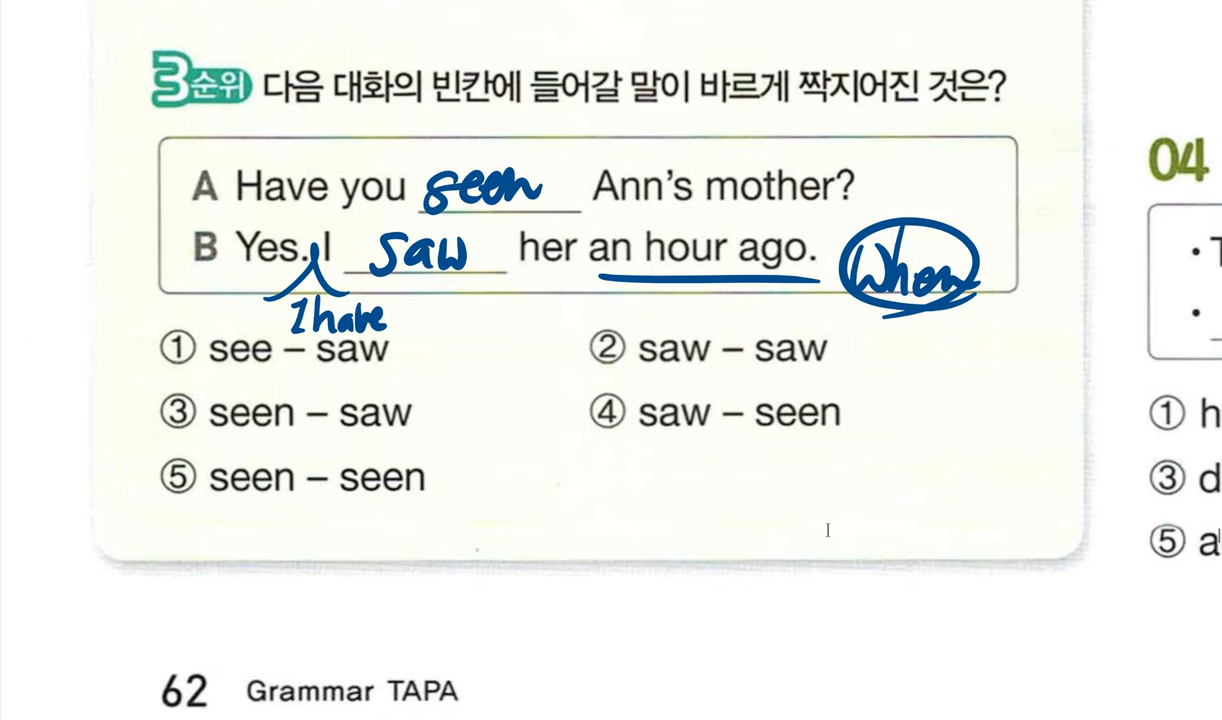 3순위 다음 대화의 빈칸에 들어갈 말이 바르게 짝지어진 것은?
A Have you seen Ann's mother?
B Yes. I saw her an hour ago. When
I have
① see – saw
② saw – saw
③ seen – saw
④ saw – seen
⑤ seen – seen
62 Grammar TAPA
04
• T
•
① h
③ d
⑤ a